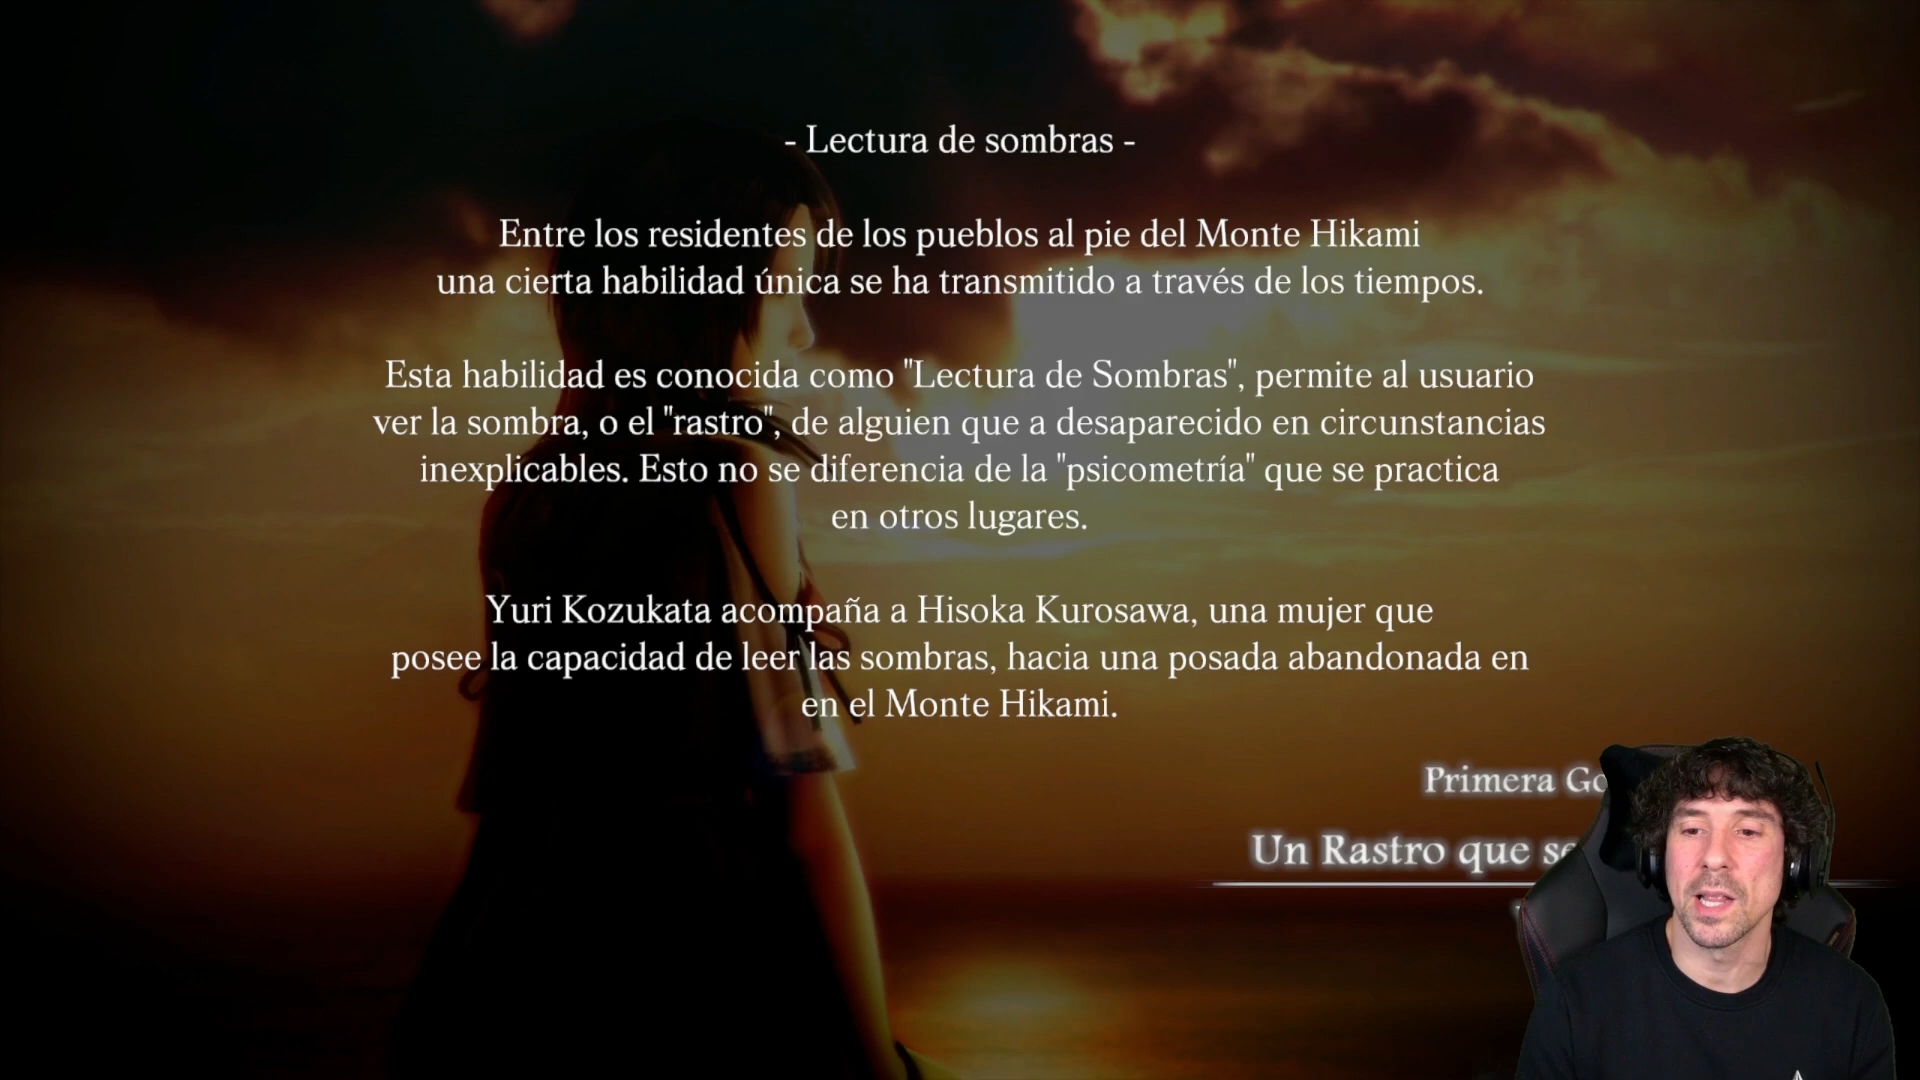 - Lectura de sombras -
Entre los residentes de los pueblos al pie del Monte Hikami
una cierta habilidad única se ha transmitido a través de los tiempos.
Esta habilidad es conocida como "Lectura de Sombras", permite al usuario
ver la sombra, o el "rastro", de alguien que a desaparecido en circunstancias
inexplicables. Esto no se diferencia de la "psicometría" que se practica
en otros lugares.
Yuri Kozukata acompaña a Hisoka Kurosawa, una mujer que
posee la capacidad de leer las sombras, hacia una posada abandonada en
en el Monte Hikami.
Primera
Un Rastro que